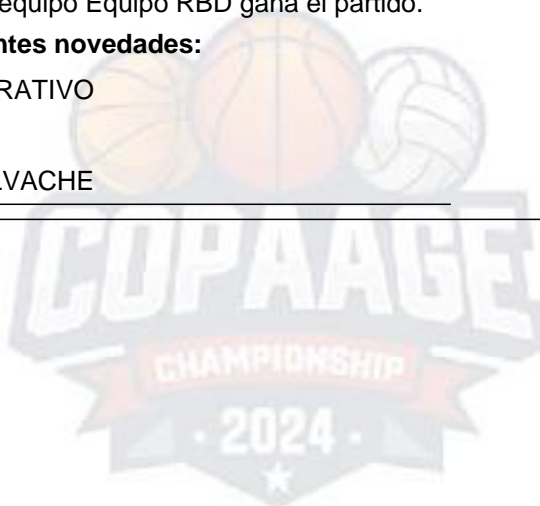 equipo Equipo RBD gana el partido.
ntes novedades:
RATIVO
VACHE
COPAAGE
CHAMPIONSHIP
· 2024 ·